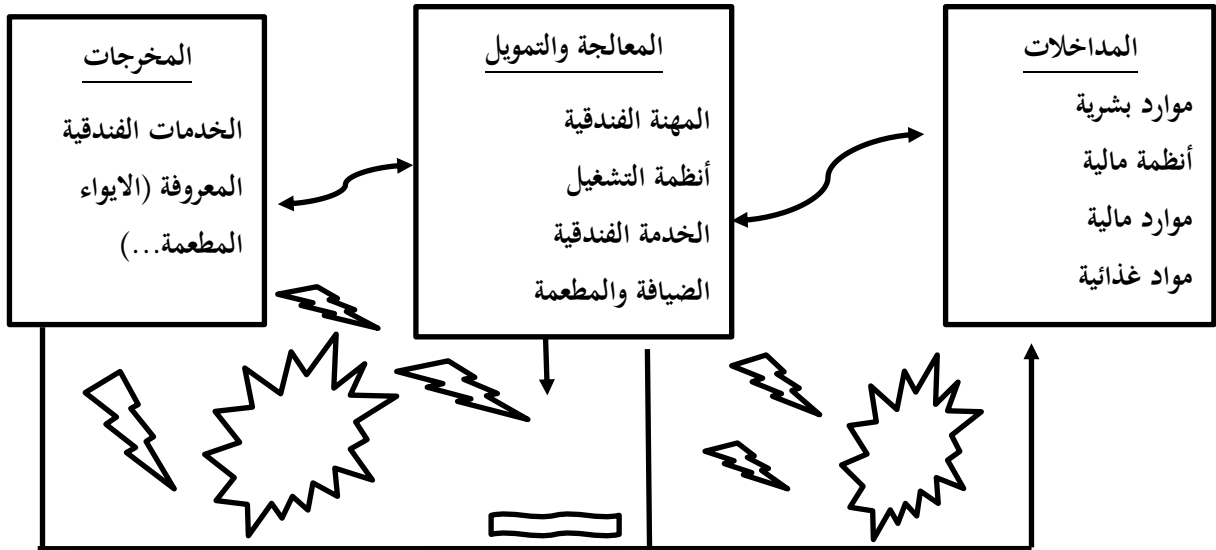 المداخلات
موارد بشرية
أنظمة مالية
موارد مالية
مواد غذائية
المعالجة والتمويل
المهنة الفندقية
أنظمة التشغيل
الخدمة الفندقية
الضيافة والمطعمة
المخرجات
الخدمات الفندقية
المعروفة (الايواء
المطعمة...)